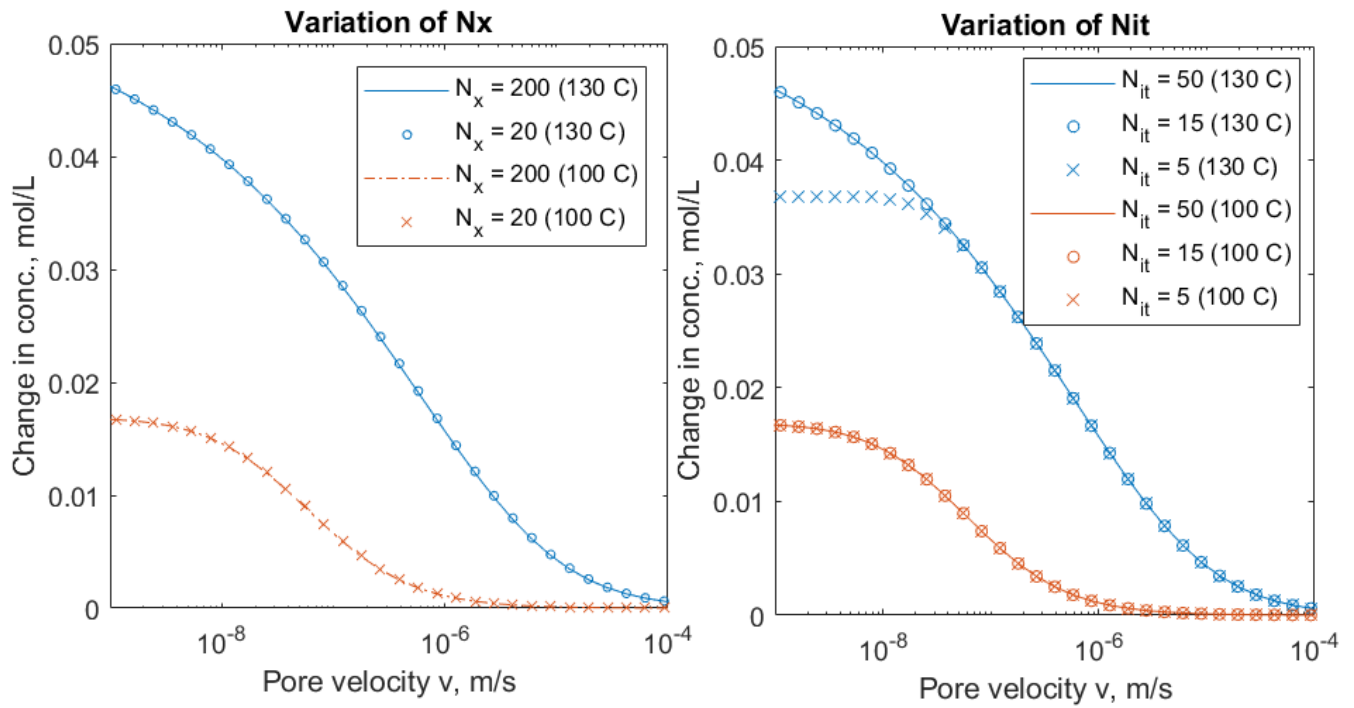 Variation of Nx
Change in conc., mol/L
0.05
0.04
0.03
0.02
0.01
0
N_x = 200 (130 C)
N_x = 20 (130 C)
N_x = 200 (100 C)
N_x = 20 (100 C)
10^-8
10^-6
10^-4
Pore velocity v, m/s
Variation of Nit
Change in conc., mol/L
0.05
0.04
0.03
0.02
0.01
0
N_it = 50 (130 C)
N_it = 15 (130 C)
N_it = 5 (130 C)
N_it = 50 (100 C)
N_it = 15 (100 C)
N_it = 5 (100 C)
10^-8
10^-6
10^-4
Pore velocity v, m/s